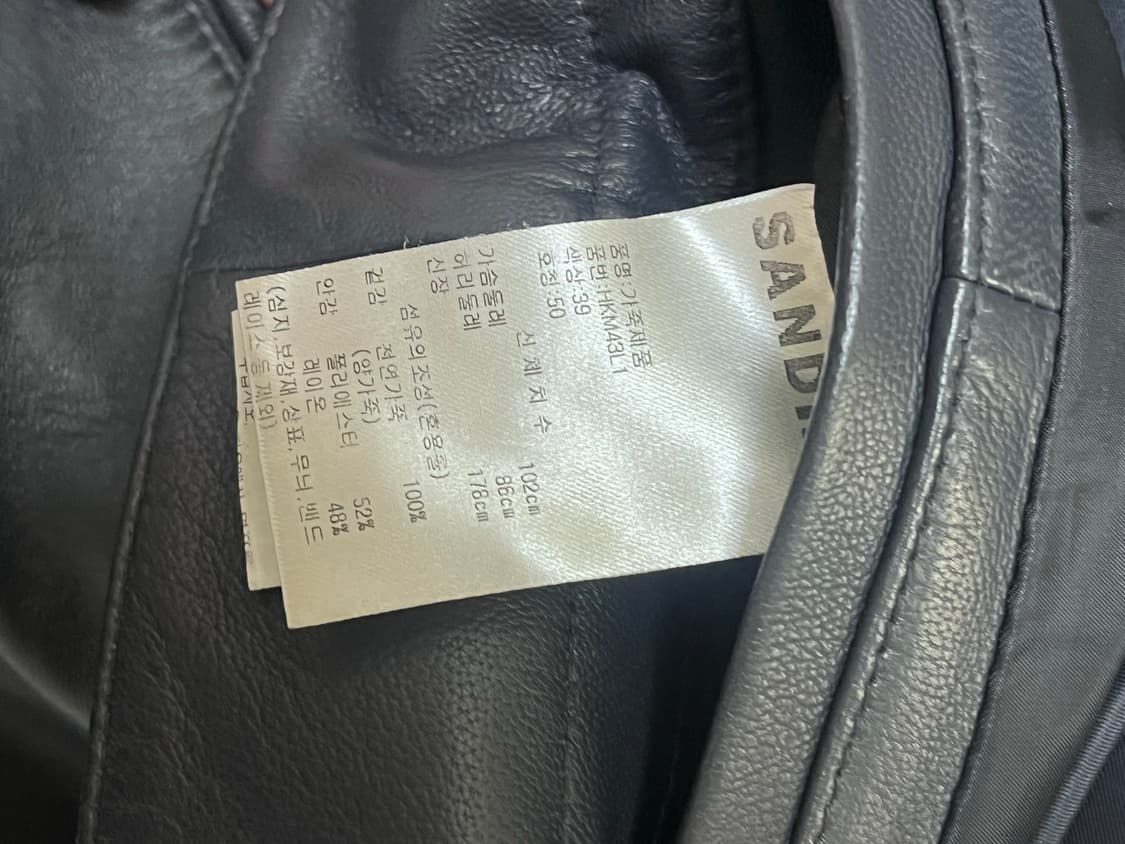 SAND
품명:가죽제품
품번:HKM43L1
색상:39
호칭 50
신 체 치 수
가슴둘레 102cm
허리둘레 86cm
신장 178cm
섬유의조성(혼용율)
겉감 천연가죽 100%
(양가죽)
안감 폴리에스터 52%
레이온 48%
(심지,보강재,상표,무늬,밴드
레이스등 제외)